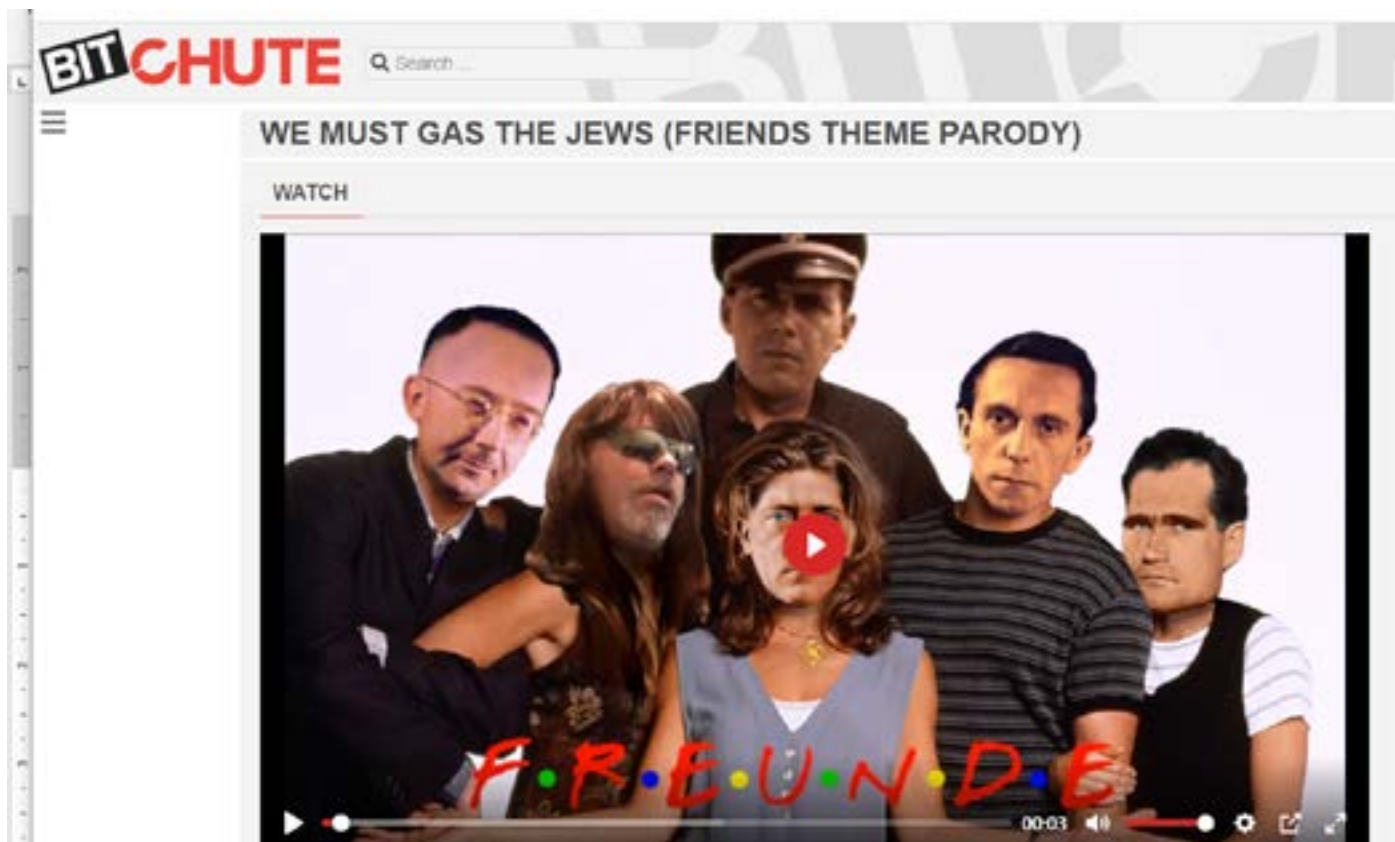 BITCHUTE
Search ...
WE MUST GAS THE JEWS (FRIENDS THEME PARODY)
WATCH
F·R·E·U·N·D·E
00:03